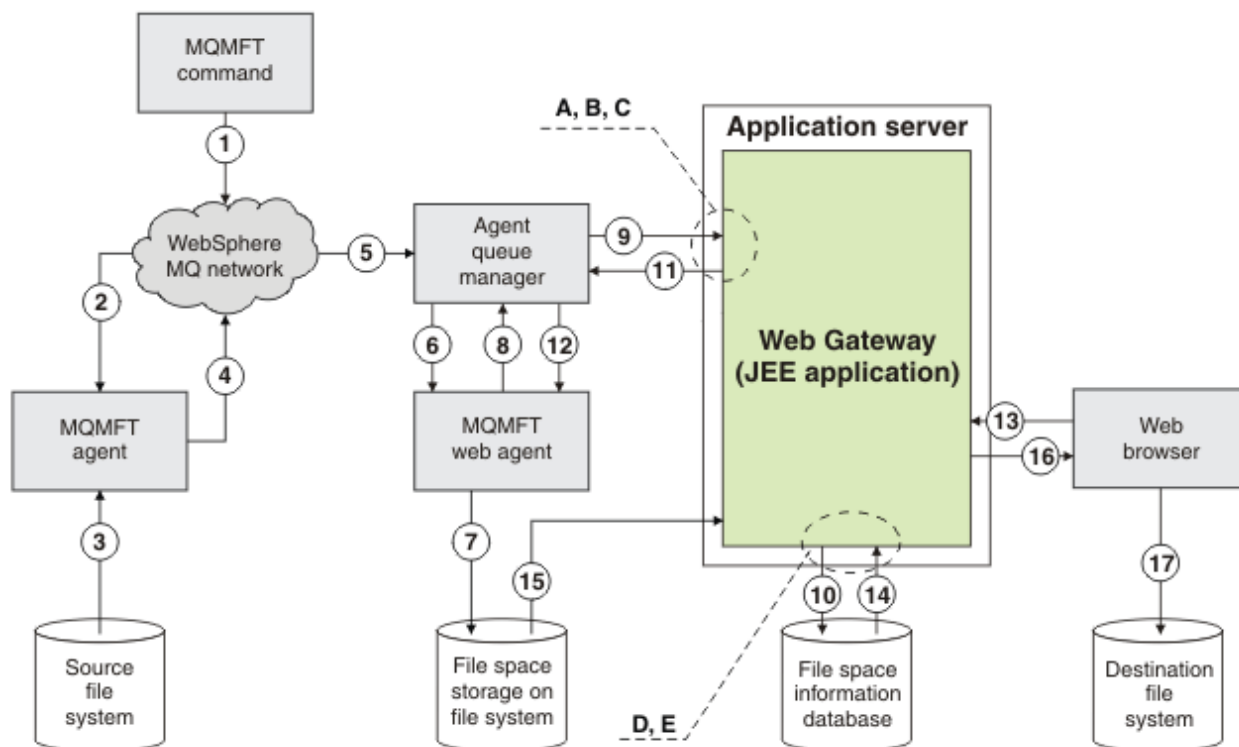 MQMFT
command
1
A, B, C
Application server
WebSphere
MQ network
5
Agent
queue
manager
9
11
2
4
6
8
12
Web Gateway
(JEE application)
MQMFT
agent
MQMFT
web agent
13
16
Web
browser
3
7
15
10
14
17
Source
file
system
File space
storage on
file system
File space
information
database
Destination
file
system
D, E